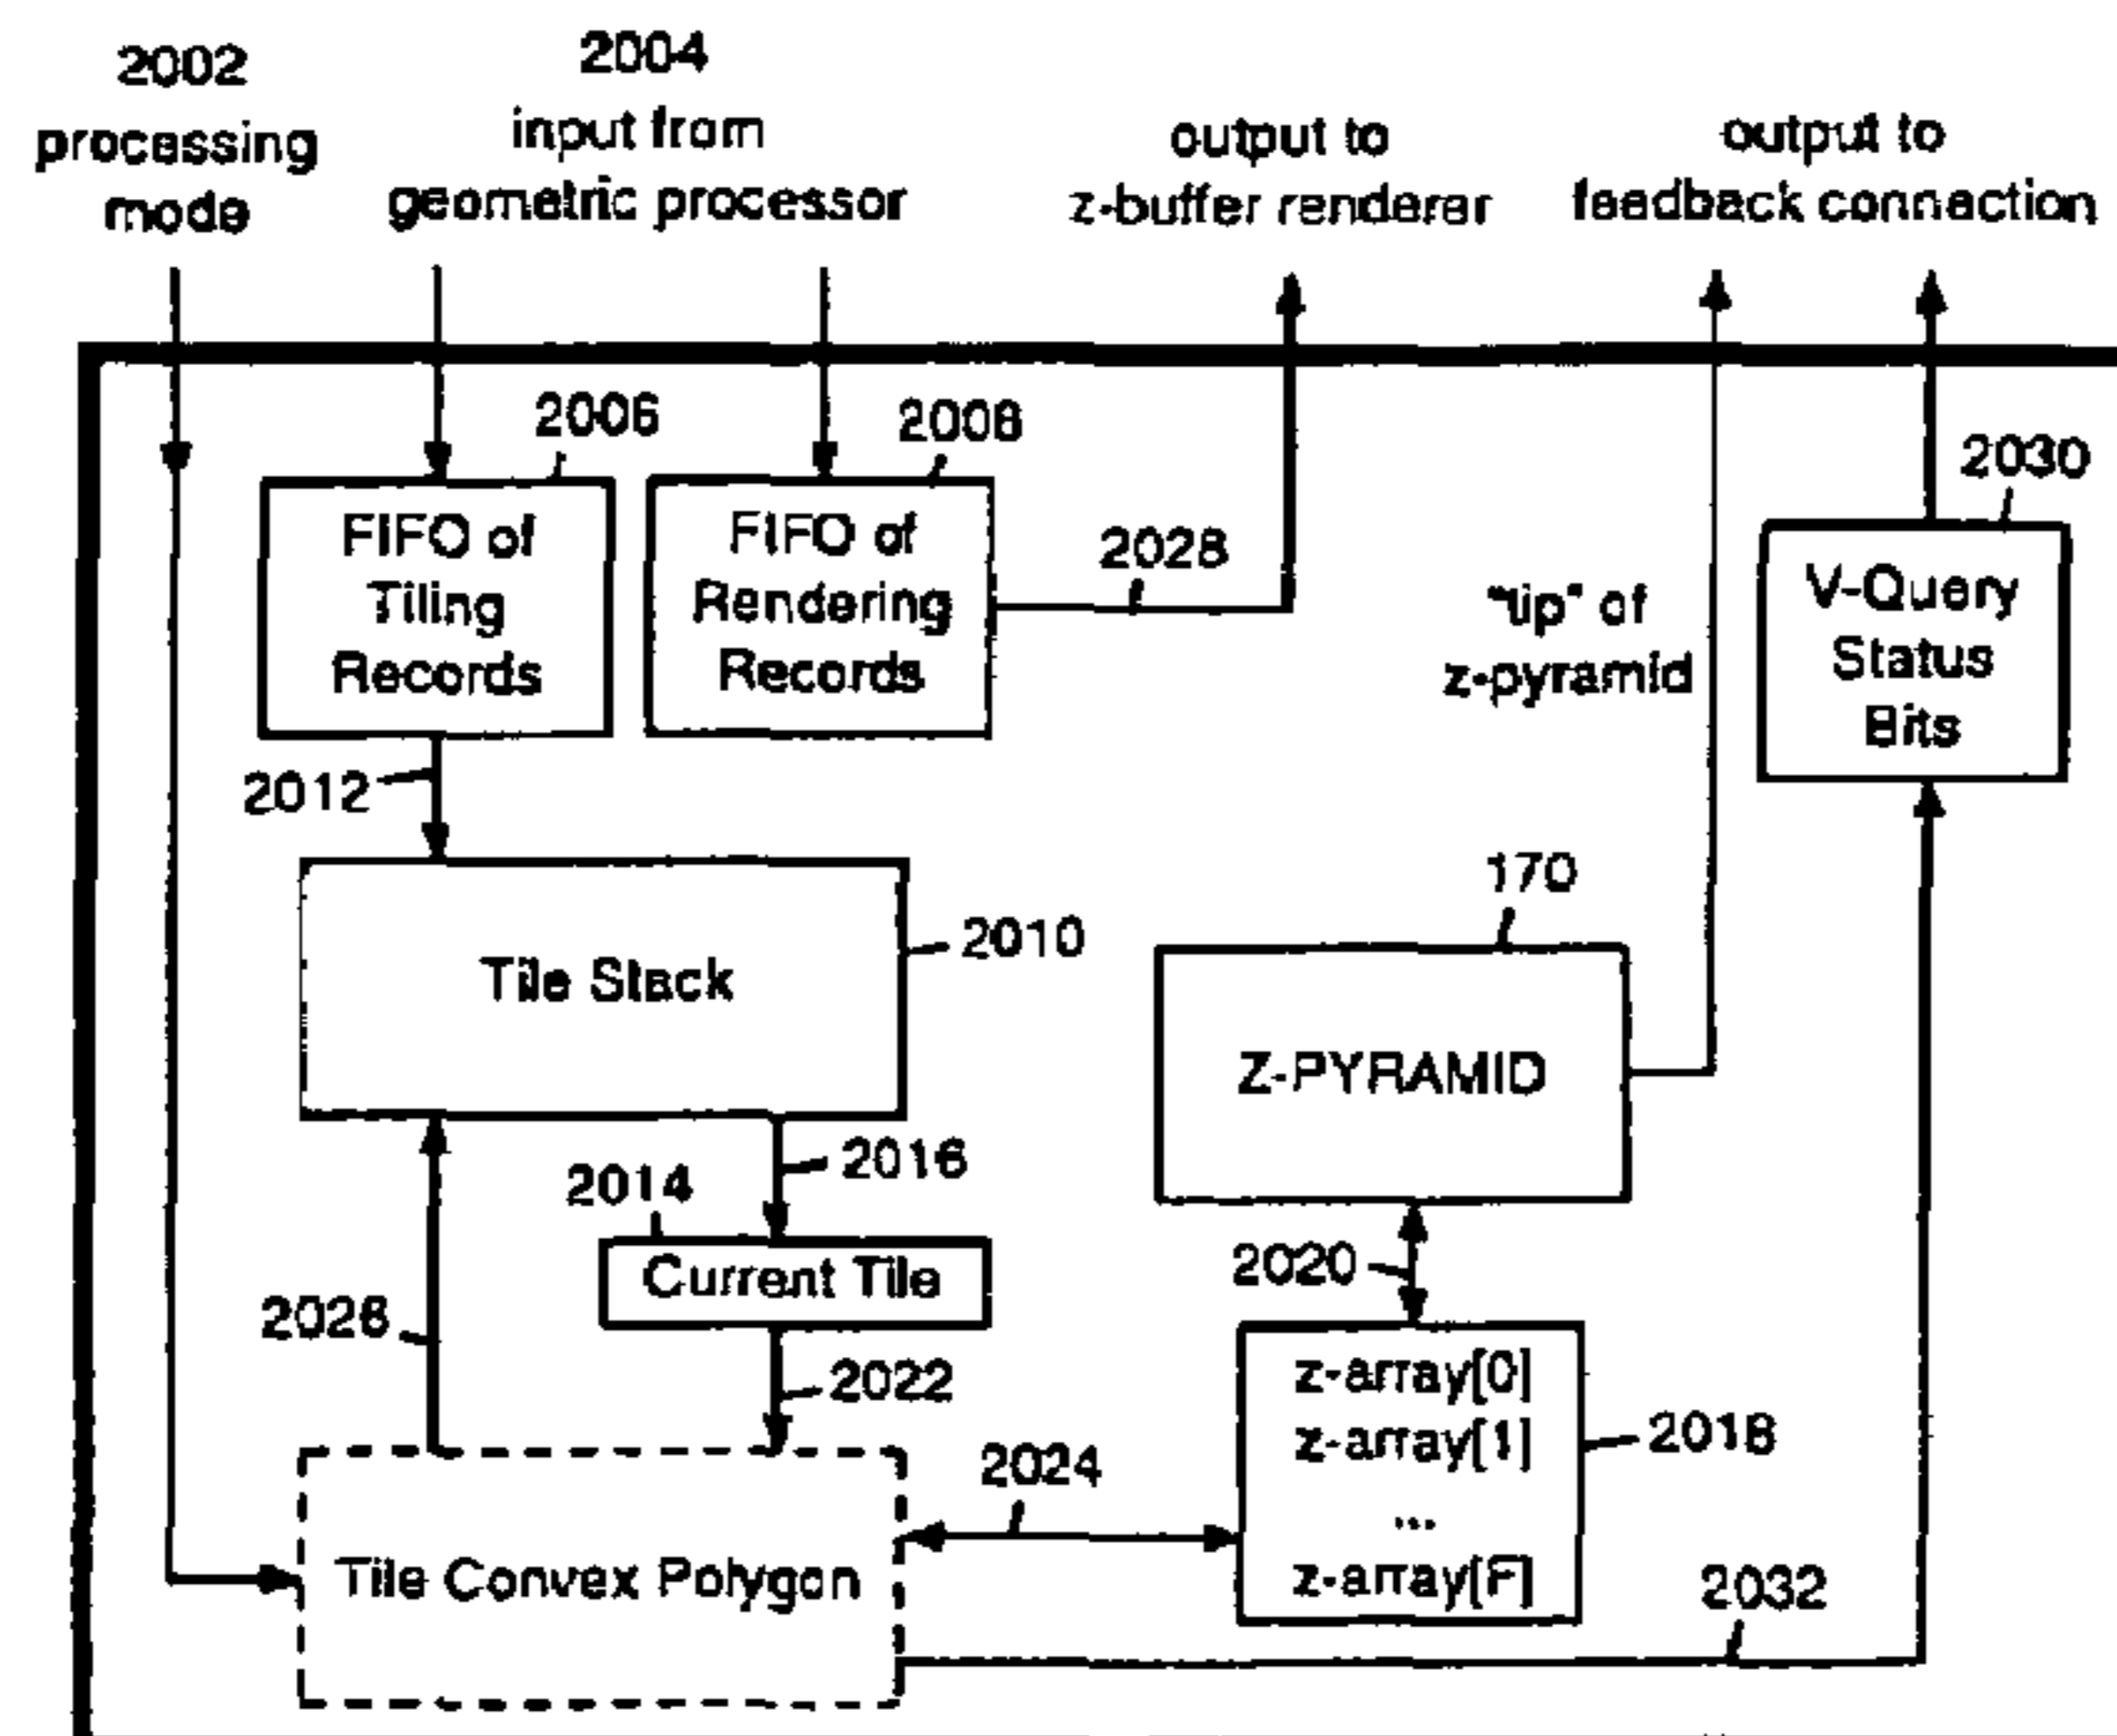 2002
processing
mode
2004
input from
geometric processor
output to
z-buffer renderer
output to
feedback connection
2006
2008
2030
FIFO of
Tiling
Records
FIFO of
Rendering
Records
2028
"tip" of
z-pyramid
V-Query
Status
Bits
2012
170
Tile Stack
2010
Z-PYRAMID
2016
2014
Current Tile
2020
2026
2022
z-array[0]
z-array[1]
...
z-array[F]
2018
2024
Tile Convex Polygon
2032